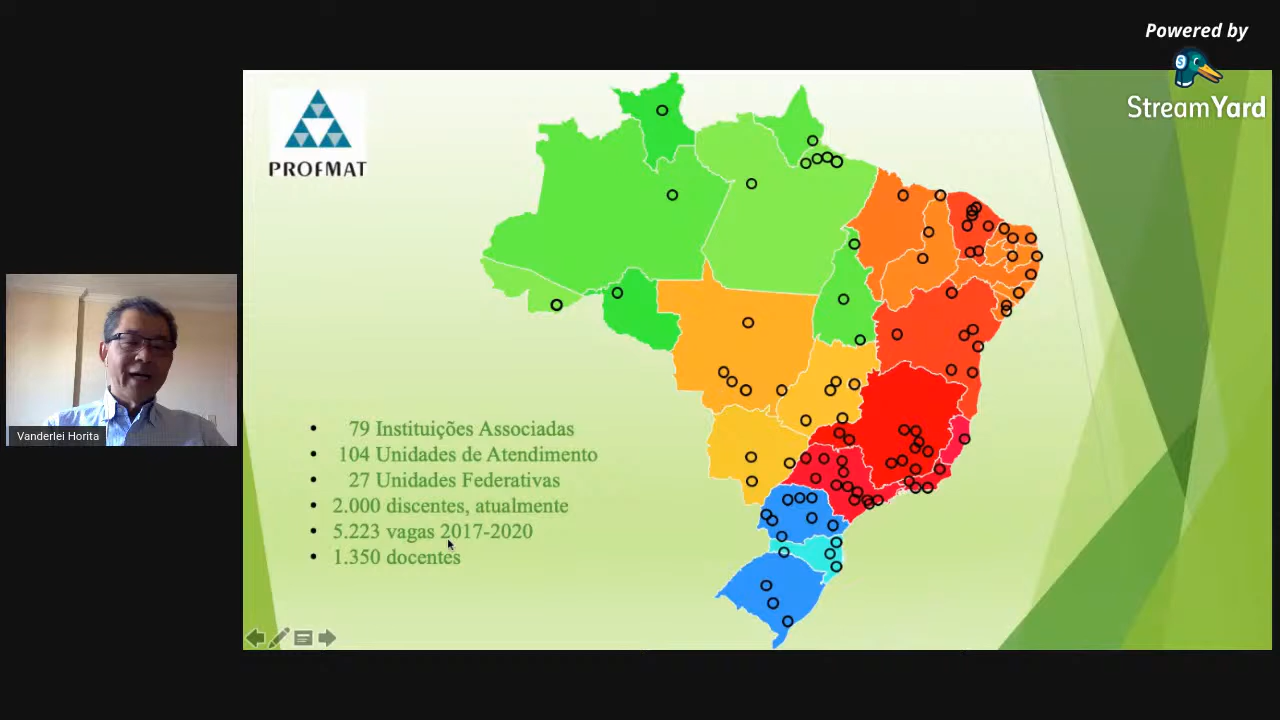 Powered by
StreamYard
PROFMAT
Vanderlei Horita
• 79 Instituições Associadas
• 104 Unidades de Atendimento
• 27 Unidades Federativas
• 2.000 discentes, atualmente
• 5.223 vagas 2017-2020
• 1.350 docentes